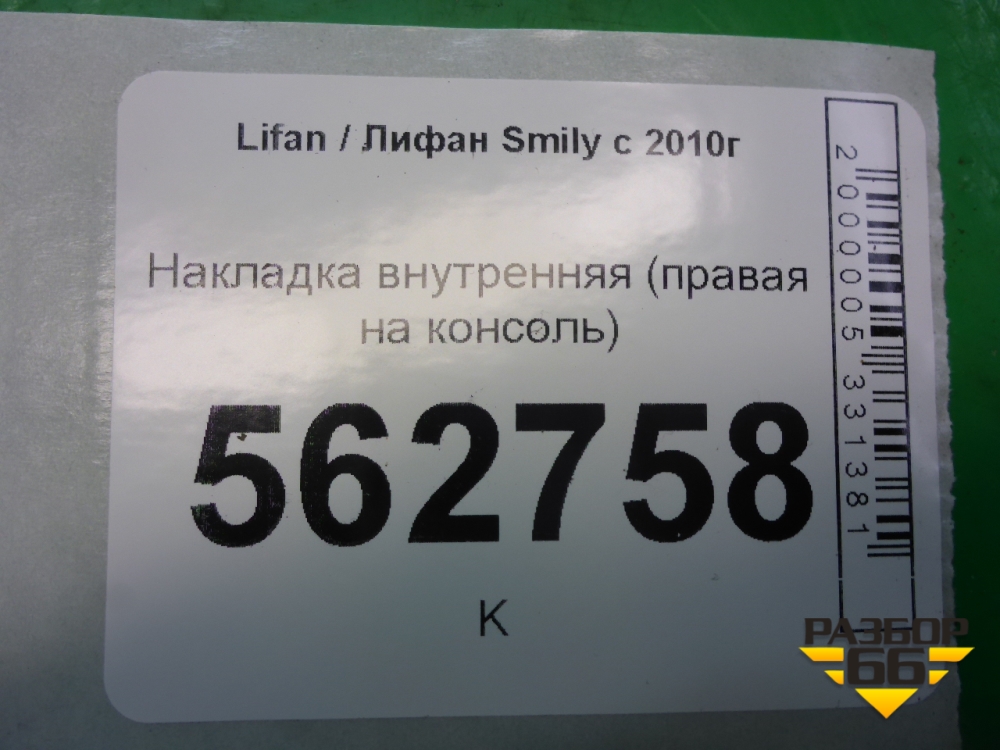 Lifan / Лифан Smily с 2010г
Накладка внутренняя (правая
на консоль)
562758
К
2000005331381
РАЗБОР
66